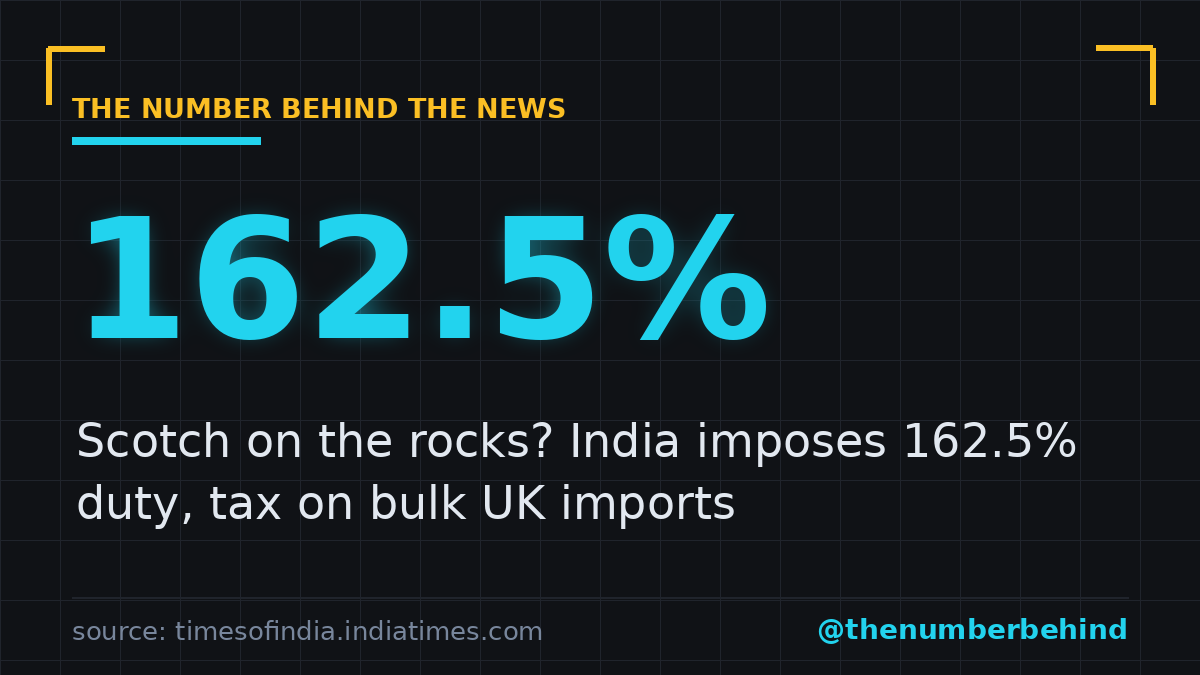 THE NUMBER BEHIND THE NEWS
162.5%
Scotch on the rocks? India imposes 162.5%
duty, tax on bulk UK imports
source: timesofindia.indiatimes.com
@thenumberbehind